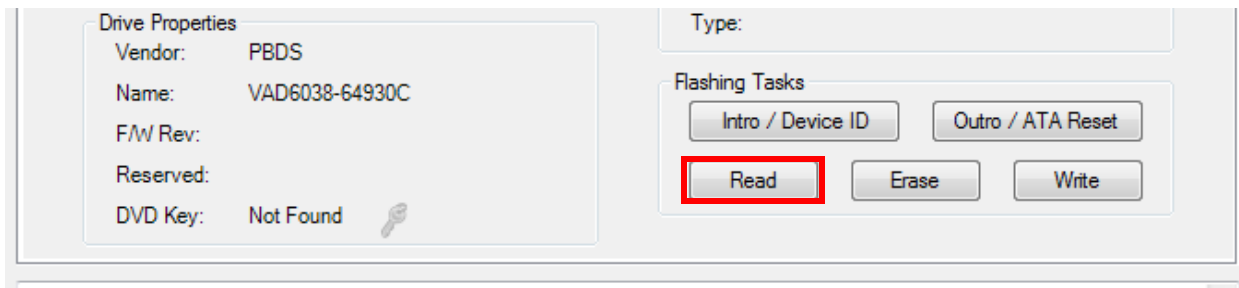 Drive Properties
Vendor: PBDS
Name: VAD6038-64930C
F/W Rev:
Reserved:
DVD Key: Not Found
Type:
Flashing Tasks
Intro / Device ID Outro / ATA Reset
Read Erase Write